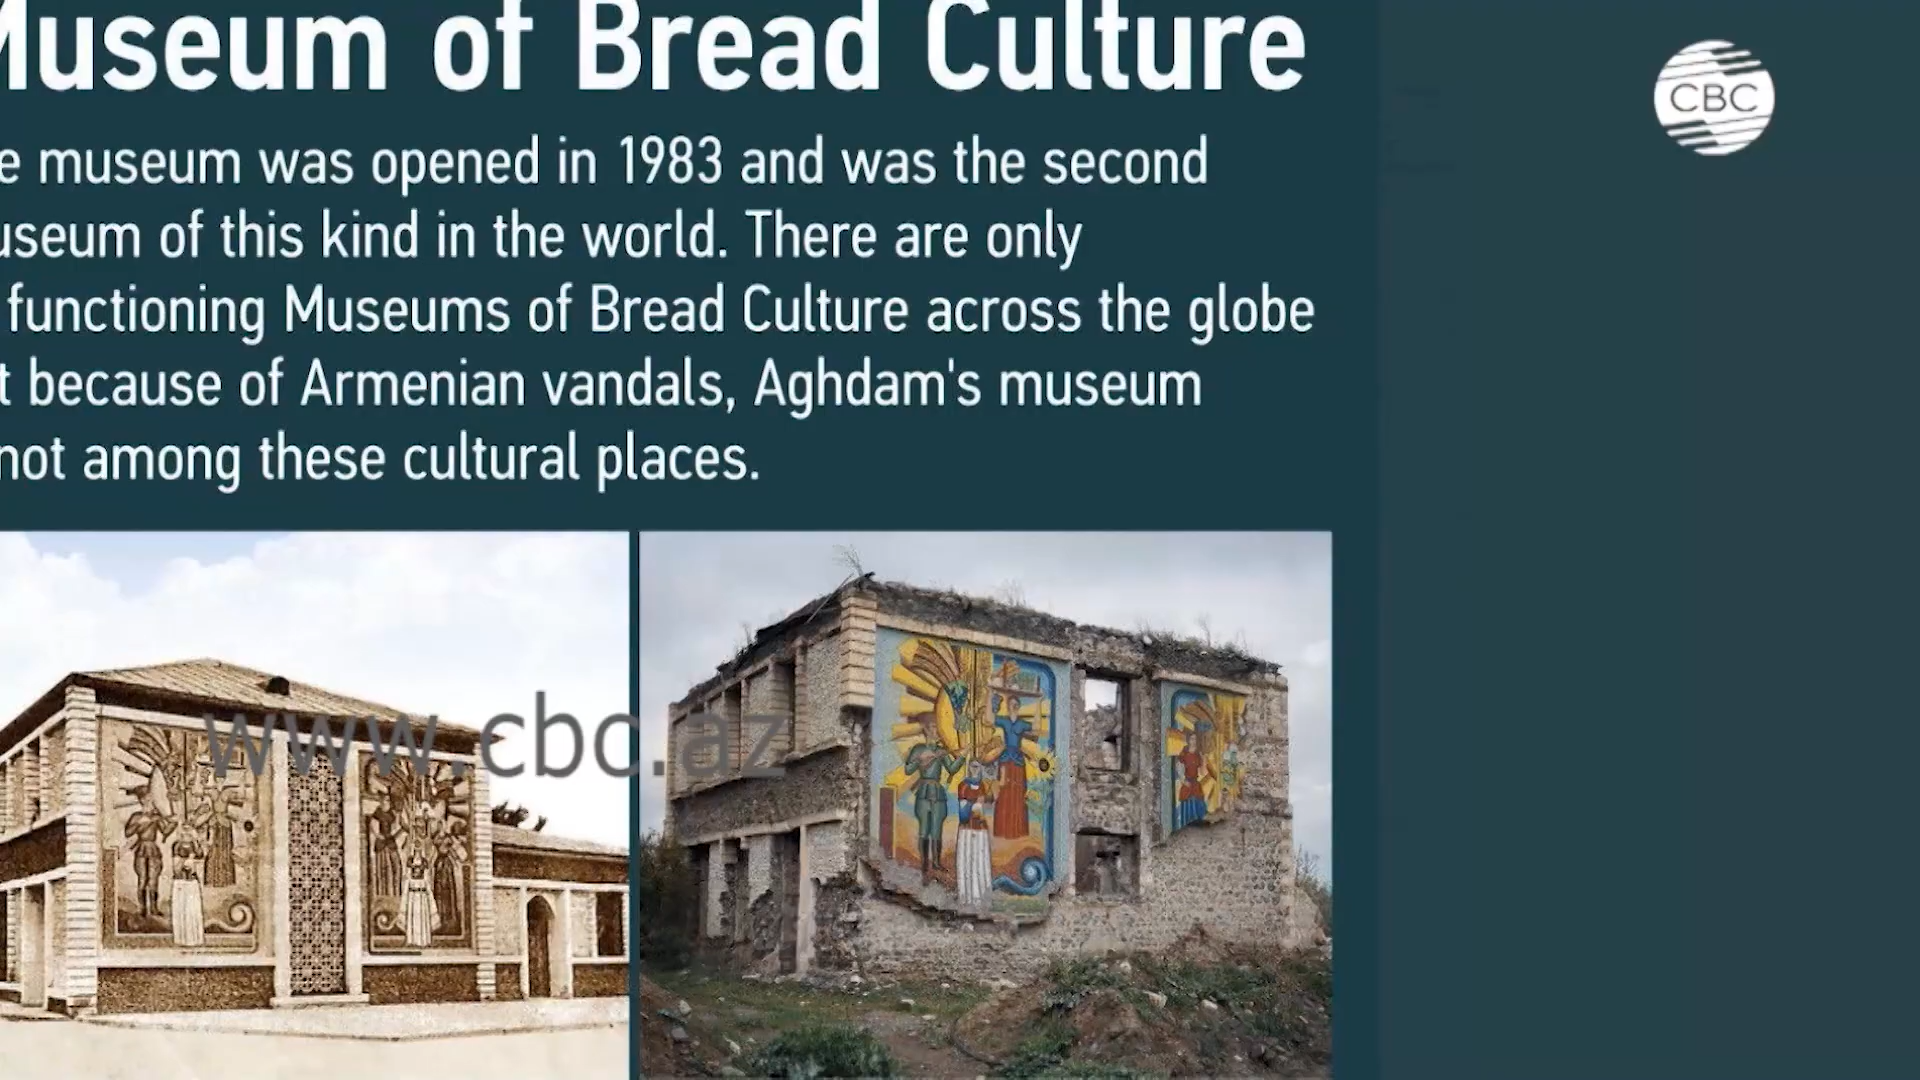 Museum of Bread Culture
CBC
e museum was opened in 1983 and was the second
useum of this kind in the world. There are only
functioning Museums of Bread Culture across the globe
t because of Armenian vandals, Aghdam's museum
not among these cultural places.
www.cbc.az